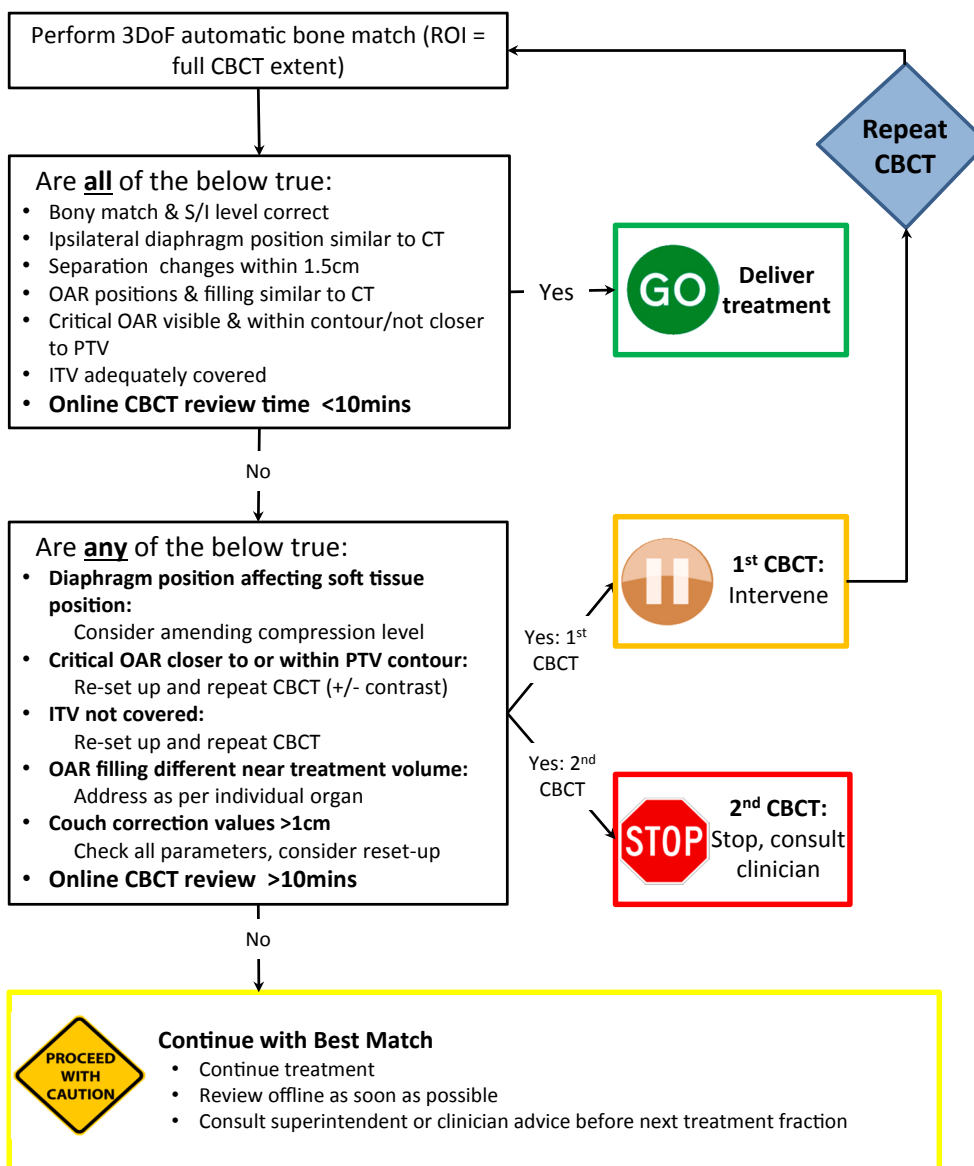 Perform 3DoF automatic bone match (ROI =
full CBCT extent)
Repeat
CBCT
Are all of the below true:
• Bony match & S/I level correct
• Ipsilateral diaphragm position similar to CT
• Separation changes within 1.5cm
• OAR positions & filling similar to CT
• Critical OAR visible & within contour/not closer
to PTV
• ITV adequately covered
• Online CBCT review time <10mins
Yes
GO
Deliver
treatment
No
Are any of the below true:
• Diaphragm position affecting soft tissue
position:
Consider amending compression level
• Critical OAR closer to or within PTV contour:
Re-set up and repeat CBCT (+/- contrast)
• ITV not covered:
Re-set up and repeat CBCT
• OAR filling different near treatment volume:
Address as per individual organ
• Couch correction values >1cm
Check all parameters, consider reset-up
• Online CBCT review >10mins
Yes: 1st
CBCT
1st CBCT:
Intervene
Yes: 2nd
CBCT
STOP
2nd CBCT:
Stop, consult
clinician
No
PROCEED
WITH
CAUTION
Continue with Best Match
• Continue treatment
• Review offline as soon as possible
• Consult superintendent or clinician advice before next treatment fraction